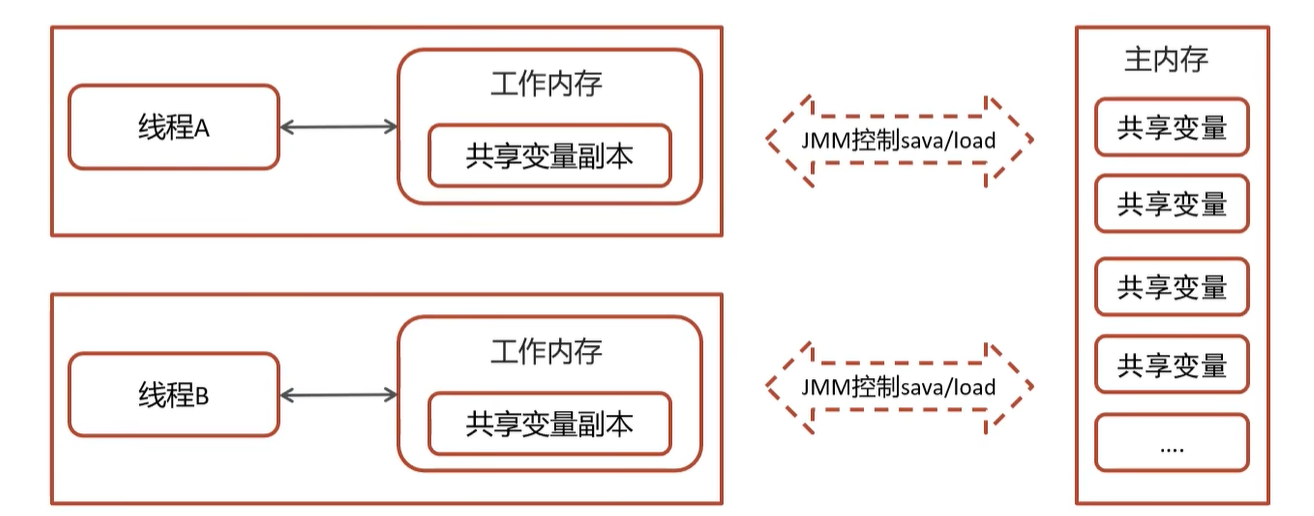 线程A
工作内存
共享变量副本
JMM控制sava/load
线程B
工作内存
共享变量副本
JMM控制sava/load
主内存
共享变量
共享变量
共享变量
共享变量
....